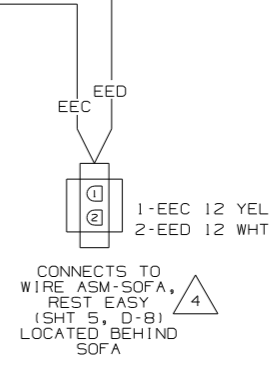 EED
EEC
1
2
1-EEC 12 YEL
2-EED 12 WHT
CONNECTS TO
WIRE ASM-SOFA,
REST EASY
(SHT 5, D-8)
LOCATED BEHIND
SOFA
4